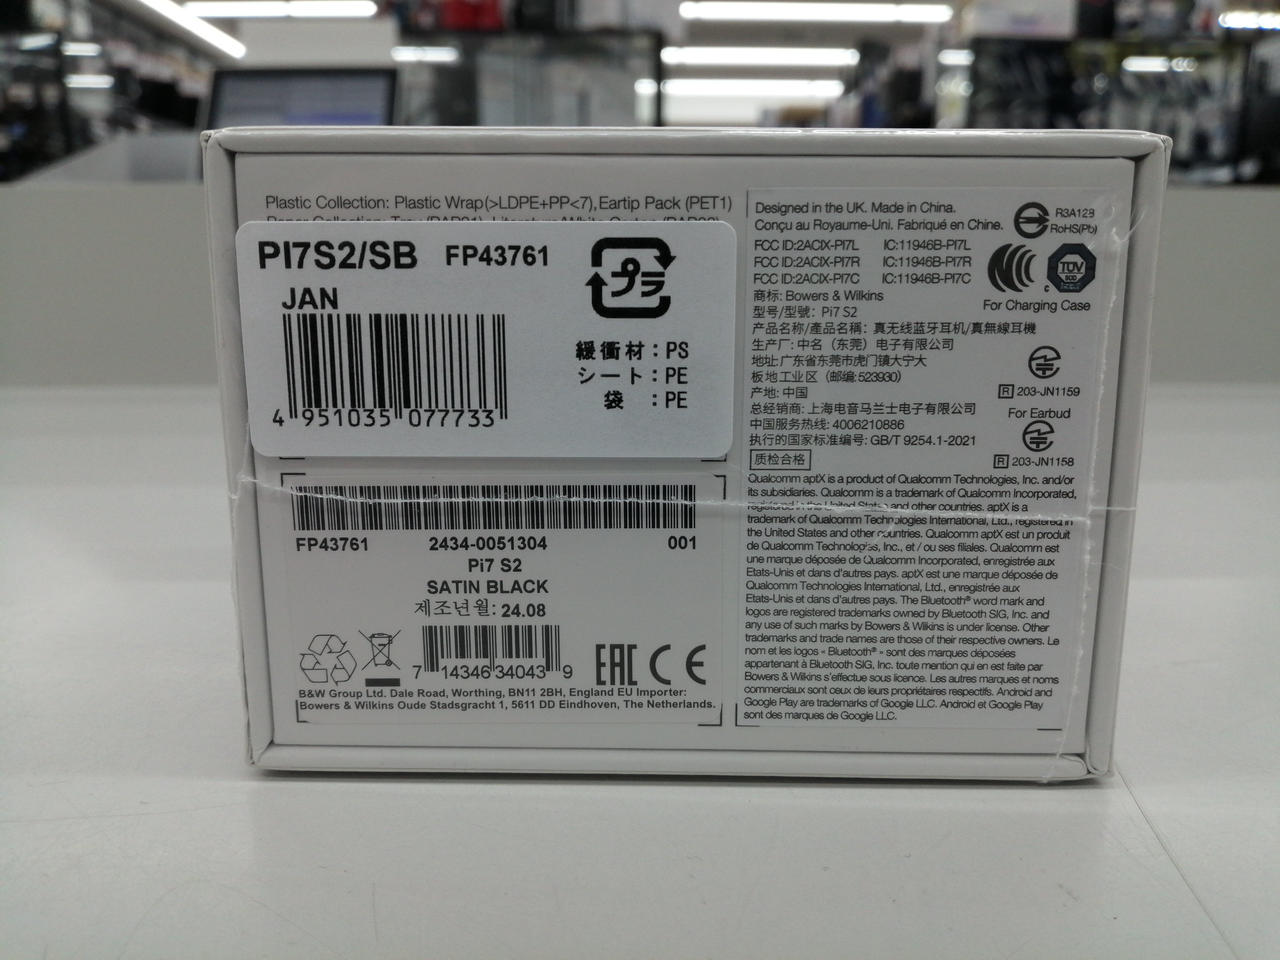 Plastic Collection: Plastic Wrap(>LDPE+PP<7), Eartip Pack (PET1)
PI7S2/SB FP43761
JAN
4 951035 077733
プラ
緩衝材：PS
シート：PE
袋：PE
FP43761 2434-0051304 001
Pi7 S2
SATIN BLACK
제조년월: 24.08
7 14346 34043 9
EAC CE
B&W Group Ltd. Dale Road, Worthing, BN11 2BH, England EU Importer:
Bowers & Wilkins Oude Stadsgracht 1, 5611 DD Eindhoven, The Netherlands.
Designed in the UK. Made in China.
Conçu au Royaume-Uni. Fabriqué en Chine.
R3A123
RoHS(Pb)
FCC ID:2ACIX-PI7L IC:11946B-PI7L
FCC ID:2ACIX-PI7R IC:11946B-PI7R
FCC ID:2ACIX-PI7C IC:11946B-PI7C
TÜV
For Charging Case
商标: Bowers & Wilkins
型号/型號：Pi7 S2
产品名称/產品名稱：真无线蓝牙耳机/真無線耳機
生产厂: 中名（东莞）电子有限公司
地址:广东省东莞市虎门镇大宁大
板地工业区（邮编:523930）
产地: 中国
总经销商: 上海电音马兰士电子有限公司
中国服务热线: 4006210886
执行的国家标准编号: GB/T 9254.1-2021
质检合格
R 203-JN1159
For Earbud
R 203-JN1158
Qualcomm aptX is a product of Qualcomm Technologies, Inc. and/or
its subsidiaries. Qualcomm is a trademark of Qualcomm Incorporated,
registered in the United States and other countries. aptX is a
trademark of Qualcomm Technologies International, Ltd., registered in
the United States and other countries. Qualcomm aptX est un produit
de Qualcomm Technologies, Inc., et / ou ses filiales. Qualcomm est
une marque déposée de Qualcomm Incorporated, enregistrée aux
Etats-Unis et dans d'autres pays. aptX est une marque déposée de
Qualcomm Technologies International, Ltd., enregistrée aux
Etats-Unis et dans d'autres pays. The Bluetooth® word mark and
logos are registered trademarks owned by Bluetooth SIG, Inc. and
any use of such marks by Bowers & Wilkins is under license. Other
trademarks and trade names are those of their respective owners. Le
nom et les logos « Bluetooth® » sont des marques déposées
appartenant à Bluetooth SIG, Inc. toute mention qui en est faite par
Bowers & Wilkins s'effectue sous licence. Les autres marques et noms
commerciaux sont ceux de leurs propriétaires respectifs. Android and
Google Play are trademarks of Google LLC. Android et Google Play
sont des marques de Google LLC.